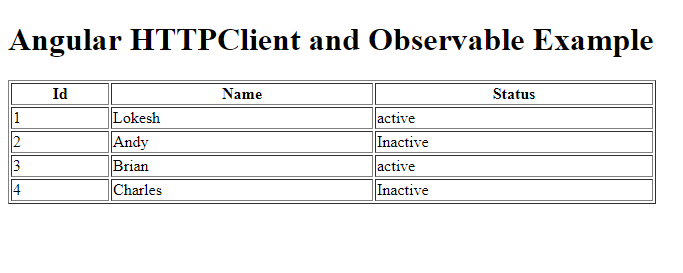 Angular HTTPClient and Observable Example
Id Name Status
1 Lokesh active
2 Andy Inactive
3 Brian active
4 Charles Inactive